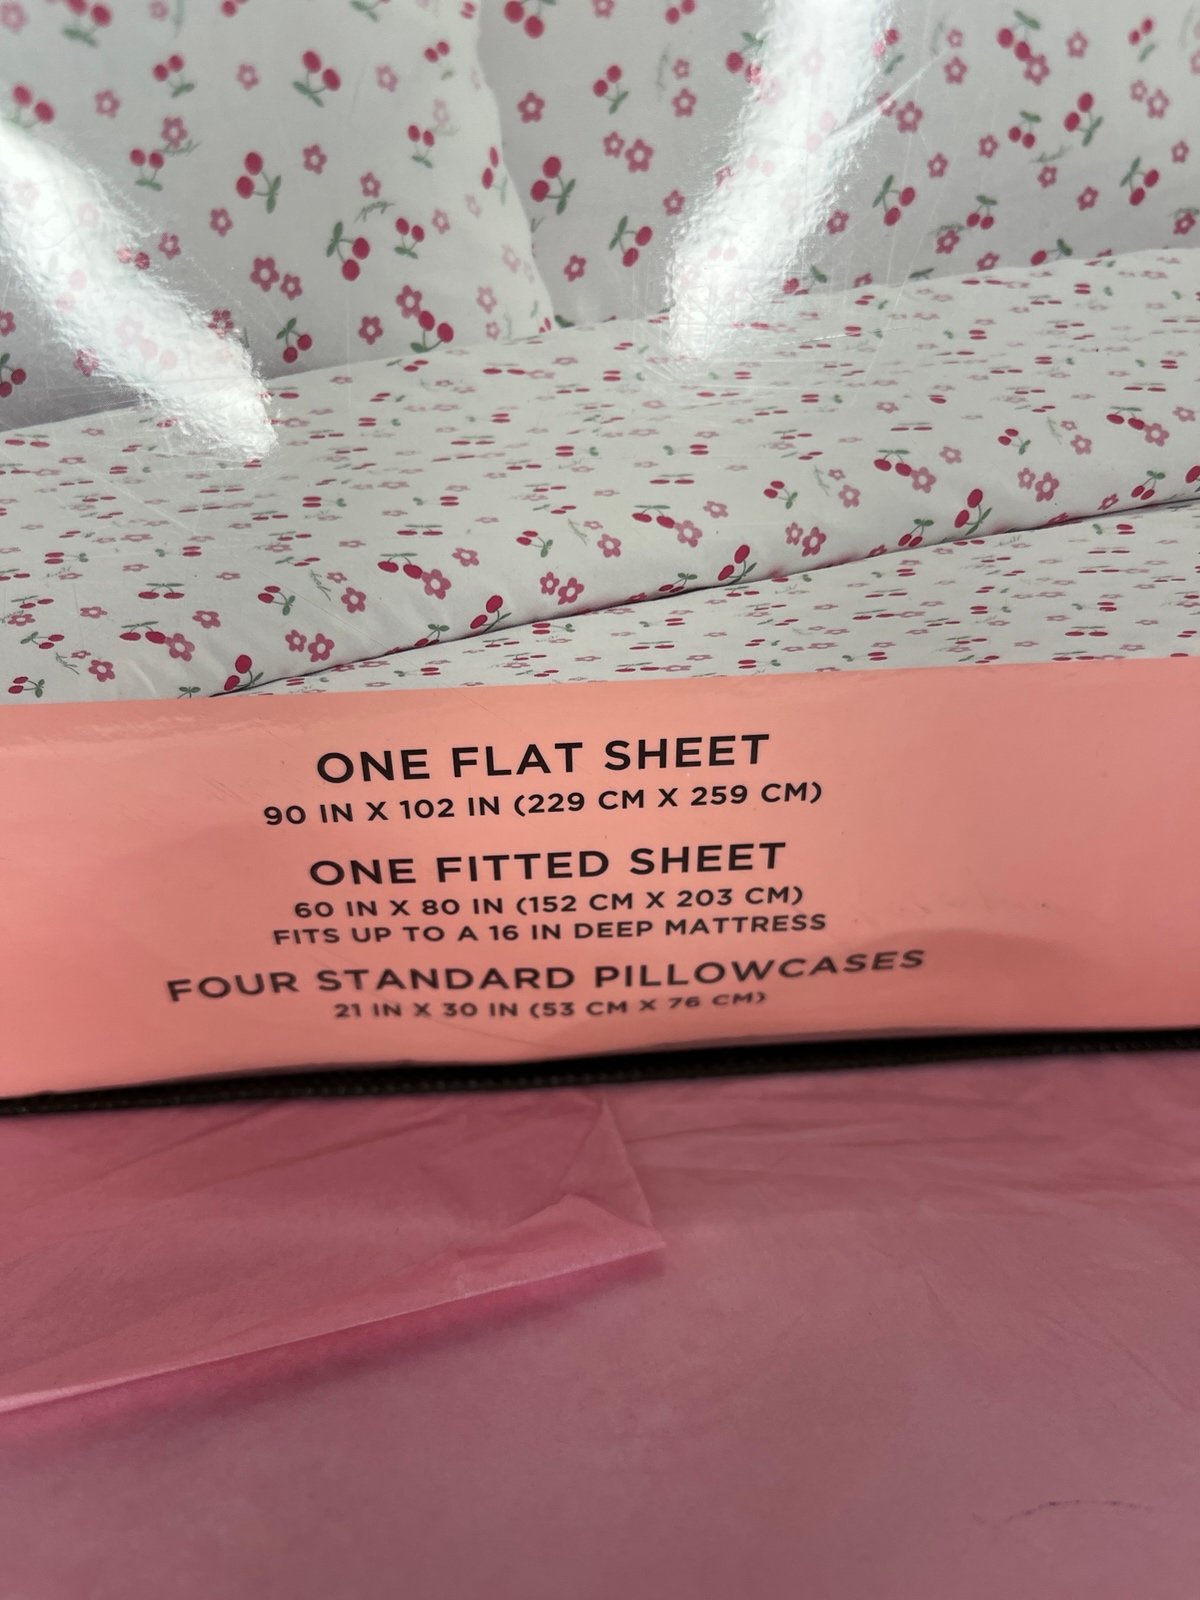 ONE FLAT SHEET
90 IN X 102 IN (229 CM X 259 CM)
ONE FITTED SHEET
60 IN X 80 IN (152 CM X 203 CM)
FITS UP TO A 16 IN DEEP MATTRESS
FOUR STANDARD PILLOWCASES
21 IN X 30 IN (53 CM X 76 CM)